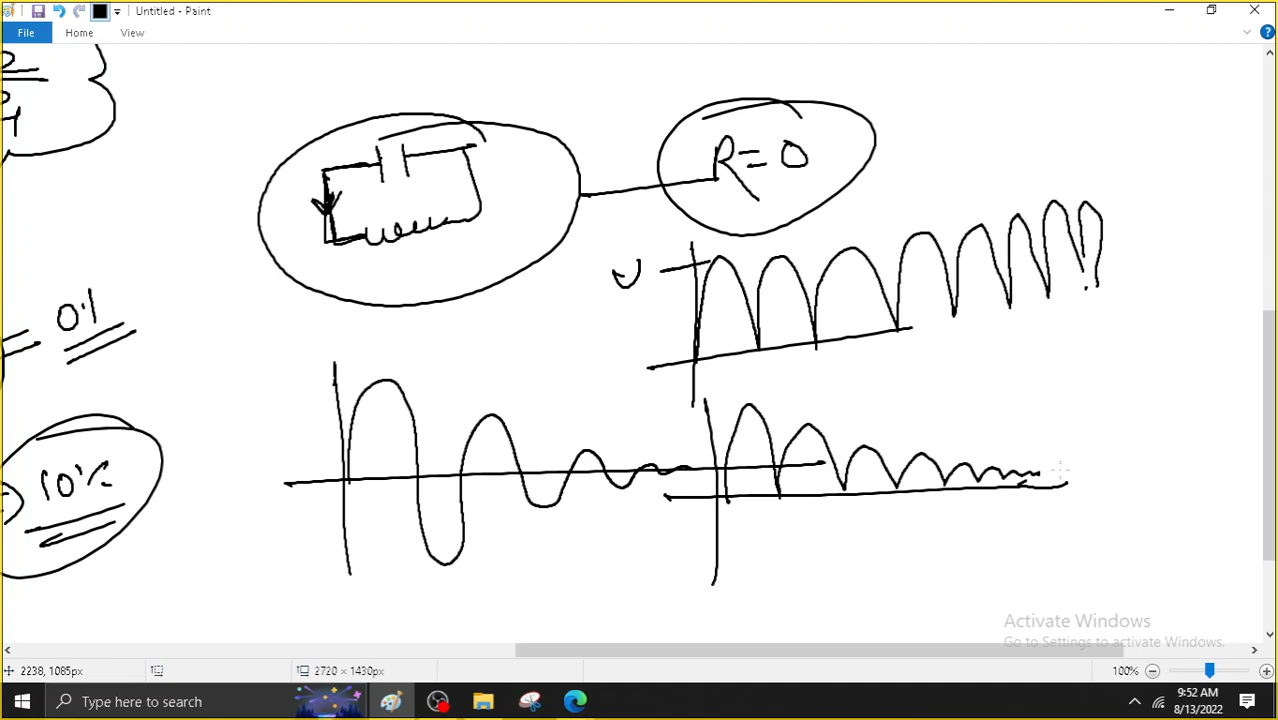 Untitled - Paint
File Home View
R = 0
U
0%
10%
Activate Windows
Go to Settings to activate Windows.
2238, 1085px
2720 × 1430px
100%
Type here to search
9:52 AM
8/13/2022